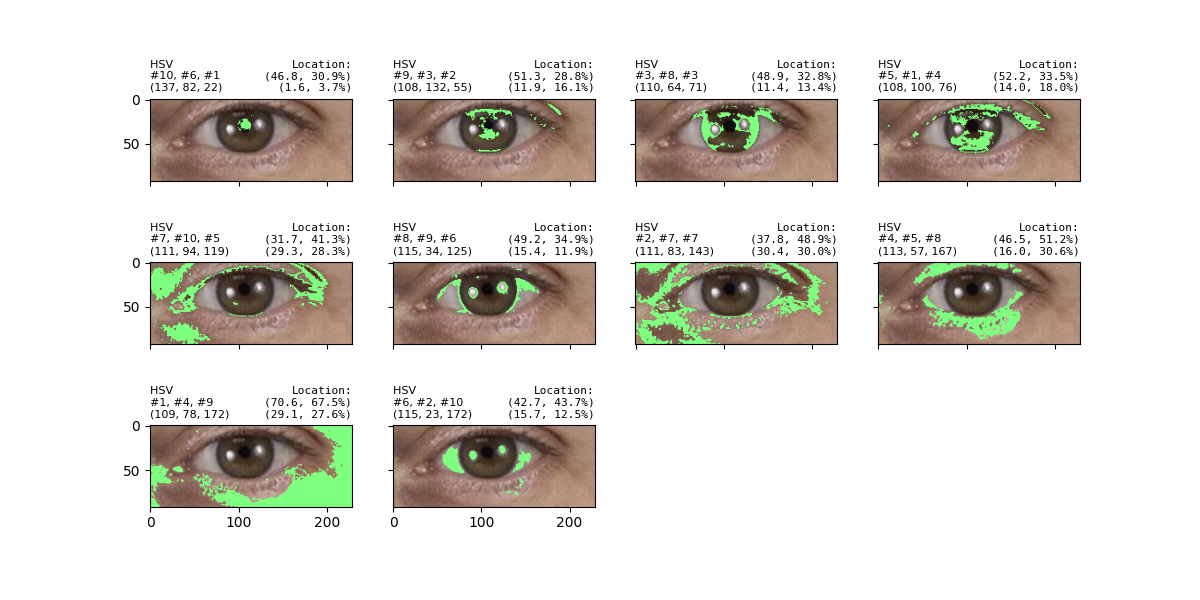 HSV Location:
#10, #6, #1 (46.8, 30.9%)
(137, 82, 22) (1.6, 3.7%)
HSV Location:
#9, #3, #2 (51.3, 28.8%)
(108, 132, 55) (11.9, 16.1%)
HSV Location:
#3, #8, #3 (48.9, 32.8%)
(110, 64, 71) (11.4, 13.4%)
HSV Location:
#5, #1, #4 (52.2, 33.5%)
(108, 100, 76) (14.0, 18.0%)
0
50
HSV Location:
#7, #10, #5 (31.7, 41.3%)
(111, 94, 119) (29.3, 28.3%)
HSV Location:
#8, #9, #6 (49.2, 34.9%)
(115, 34, 125) (15.4, 11.9%)
HSV Location:
#2, #7, #7 (37.8, 48.9%)
(111, 83, 143) (30.4, 30.0%)
HSV Location:
#4, #5, #8 (46.5, 51.2%)
(113, 57, 167) (16.0, 30.6%)
0
50
HSV Location:
#1, #4, #9 (70.6, 67.5%)
(109, 78, 172) (29.1, 27.6%)
HSV Location:
#6, #2, #10 (42.7, 43.7%)
(115, 23, 172) (15.7, 12.5%)
0
50
0 100 200
0 100 200